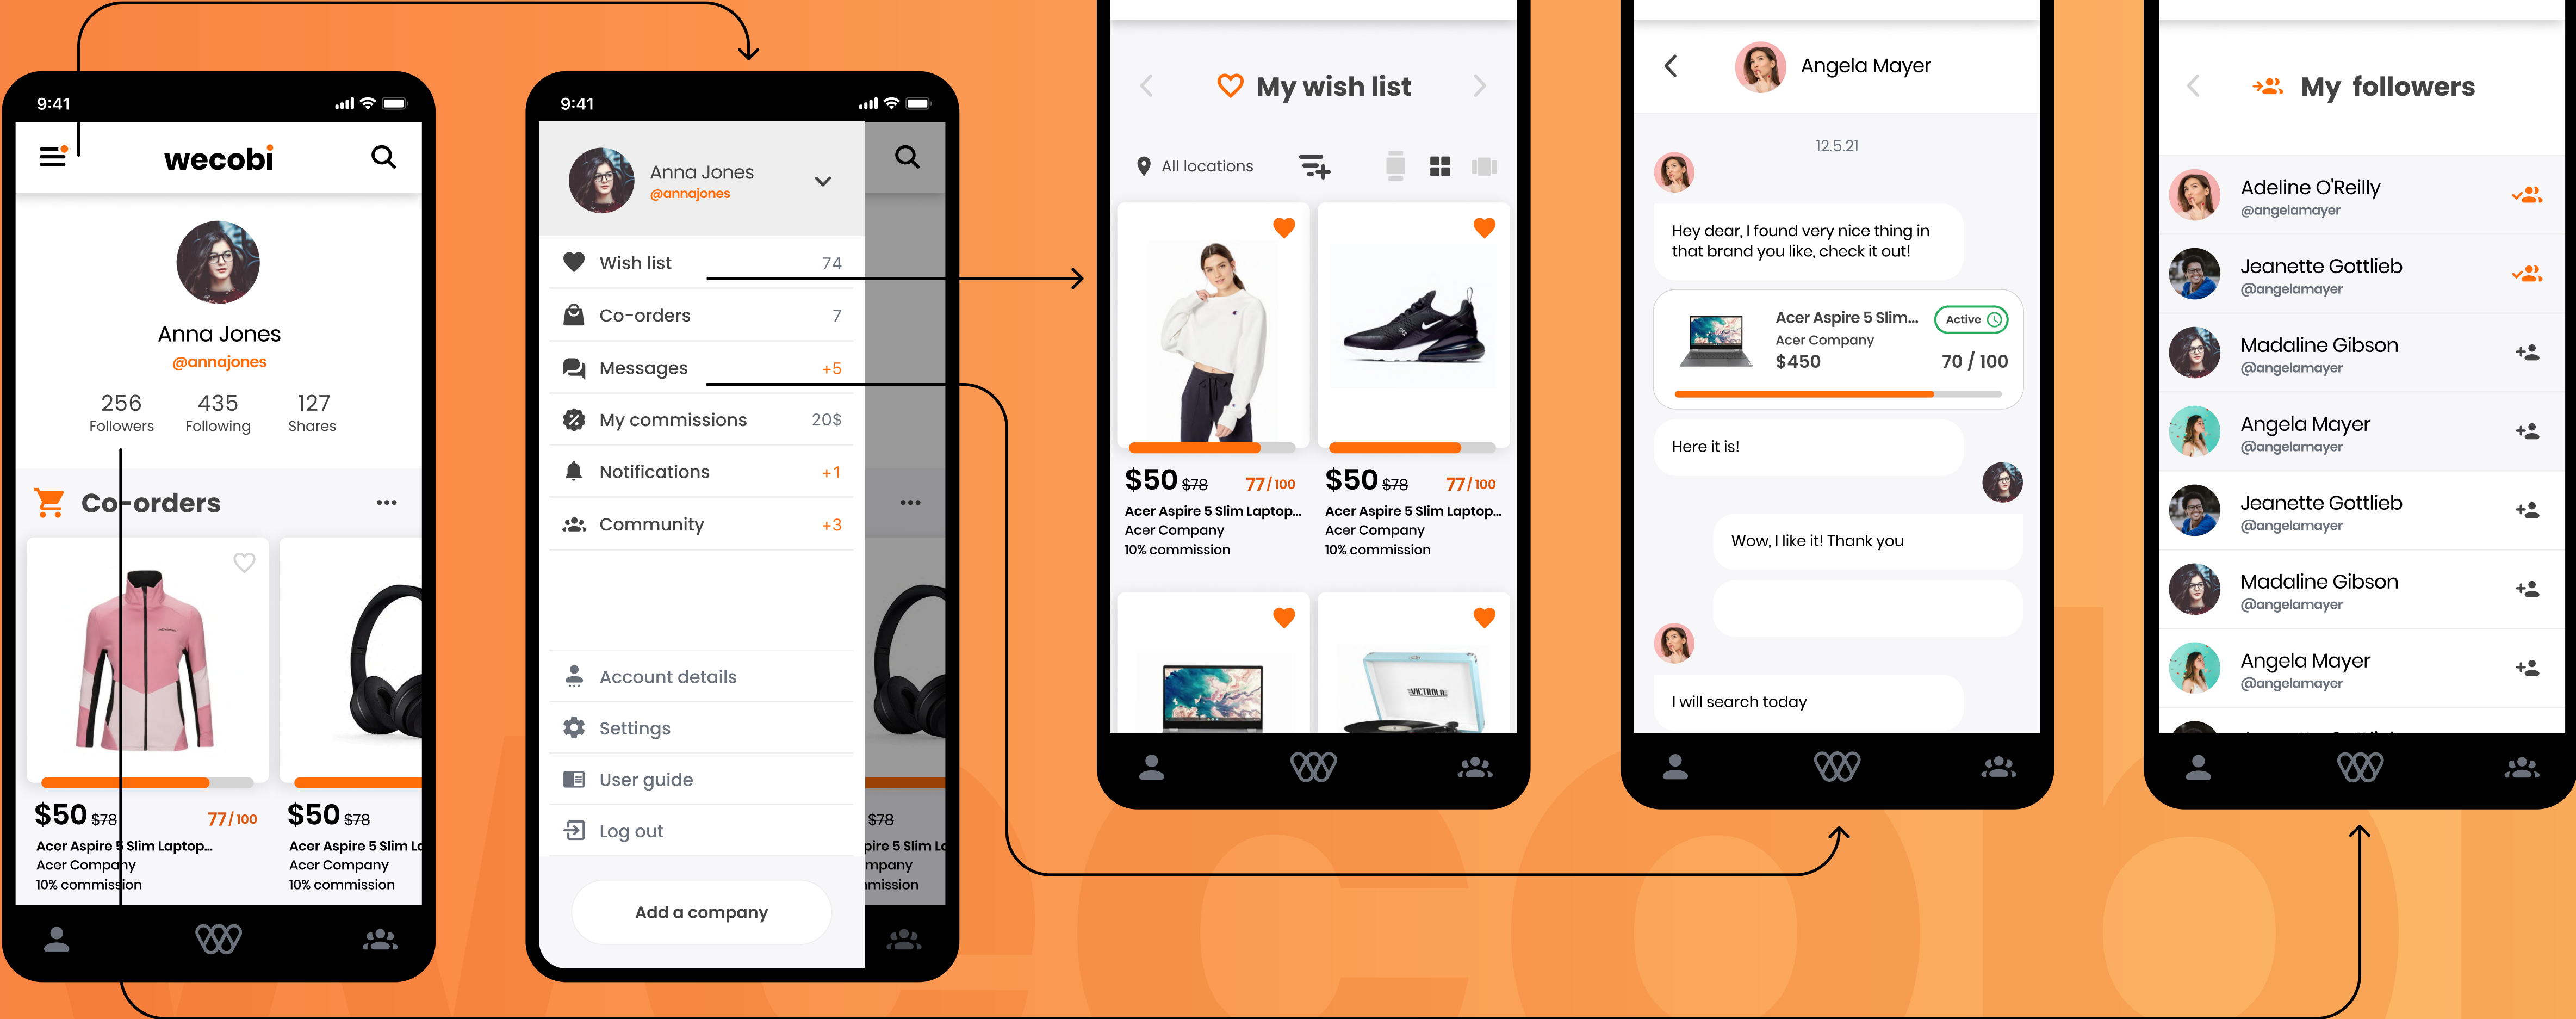 9:41
wecobi
Anna Jones
@annajones
256 435 127
Followers Following Shares
Co-orders
$50 $78 77/100
Acer Aspire 5 Slim Laptop...
Acer Company
10% commission
$50 $78
Acer Aspire 5 Slim L
Acer Company
10% commission
9:41
Anna Jones
@annajones
Wish list 74
Co-orders 7
Messages +5
My commissions 20$
Notifications +1
Community +3
Account details
Settings
User guide
Log out
Add a company
$78
pire 5 Slim L
mpany
mission
My wish list
All locations
$50 $78 77/100
Acer Aspire 5 Slim Laptop...
Acer Company
10% commission
$50 $78 77/100
Acer Aspire 5 Slim Laptop...
Acer Company
10% commission
VICTROLA
Angela Mayer
12.5.21
Hey dear, I found very nice thing in
that brand you like, check it out!
Acer Aspire 5 Slim... Active
Acer Company
$450 70 / 100
Here it is!
Wow, I like it! Thank you
I will search today
My followers
Adeline O'Reilly
@angelamayer
Jeanette Gottlieb
@angelamayer
Madaline Gibson
@angelamayer
Angela Mayer
@angelamayer
Jeanette Gottlieb
@angelamayer
Madaline Gibson
@angelamayer
Angela Mayer
@angelamayer
wecobi